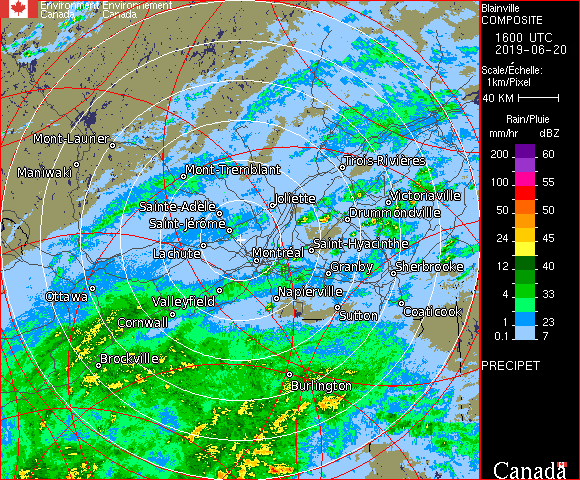 Environment Environnement
Canada Canada
Blainville
COMPOSITE
1600 UTC
2019-06-20
Scale/Échelle:
1km/Pixel
40 KM
Rain/Pluie
mm/hr dBZ
200 60
100 55
50 50
24 45
12 40
4 33
1 23
0.1 7
PRECIPET
Canada
Mont-Laurier
Maniwaki
Mont-Tremblant
Trois-Rivières
Sainte-Adèle
Joliette
Victoriaville
Saint-Jérôme
Drummondville
Lachute
Montréal
Saint-Hyacinthe
Granby
Sherbrooke
Ottawa
Valleyfield
Napierville
Cornwall
Sutton
Coaticook
Brockville
Burlington